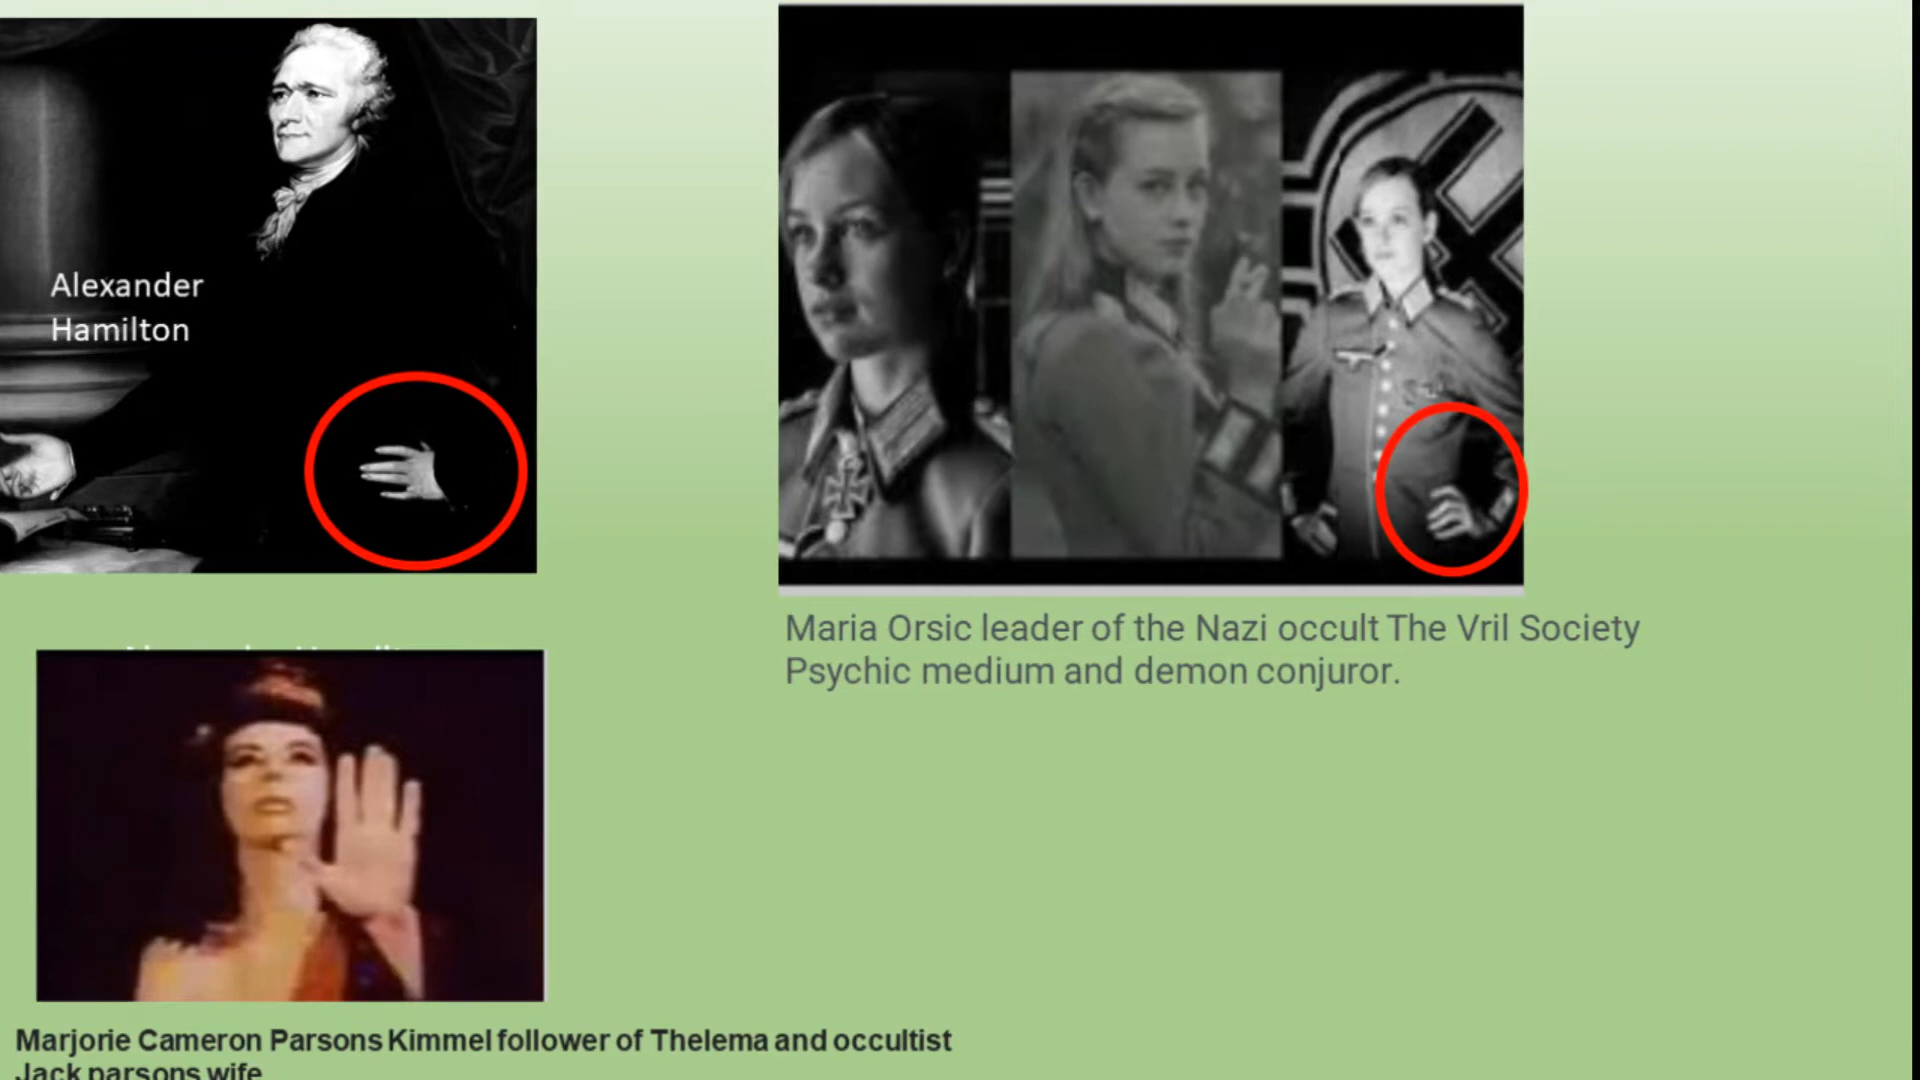 Alexander
Hamilton
Maria Orsic leader of the Nazi occult The Vril Society
Psychic medium and demon conjuror.
Marjorie Cameron Parsons Kimmel follower of Thelema and occultist
Jack parsons wife